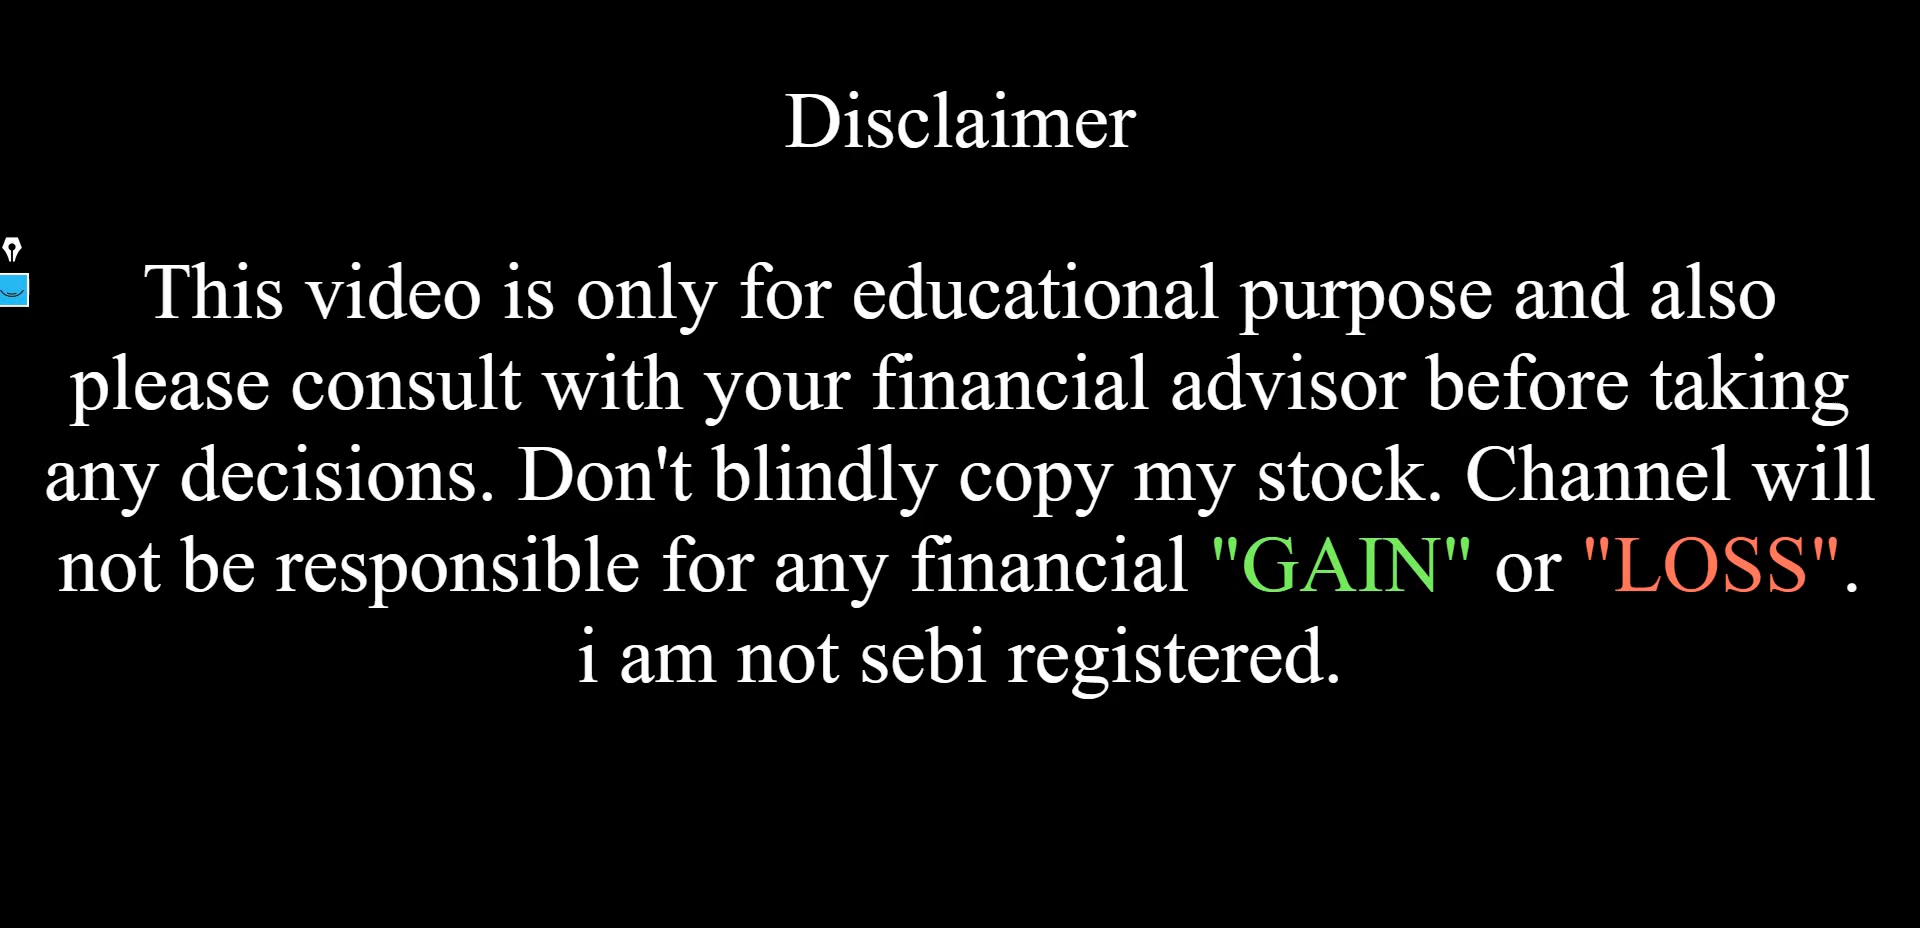 Disclaimer
This video is only for educational purpose and also
please consult with your financial advisor before taking
any decisions. Don't blindly copy my stock. Channel will
not be responsible for any financial "GAIN" or "LOSS".
i am not sebi registered.